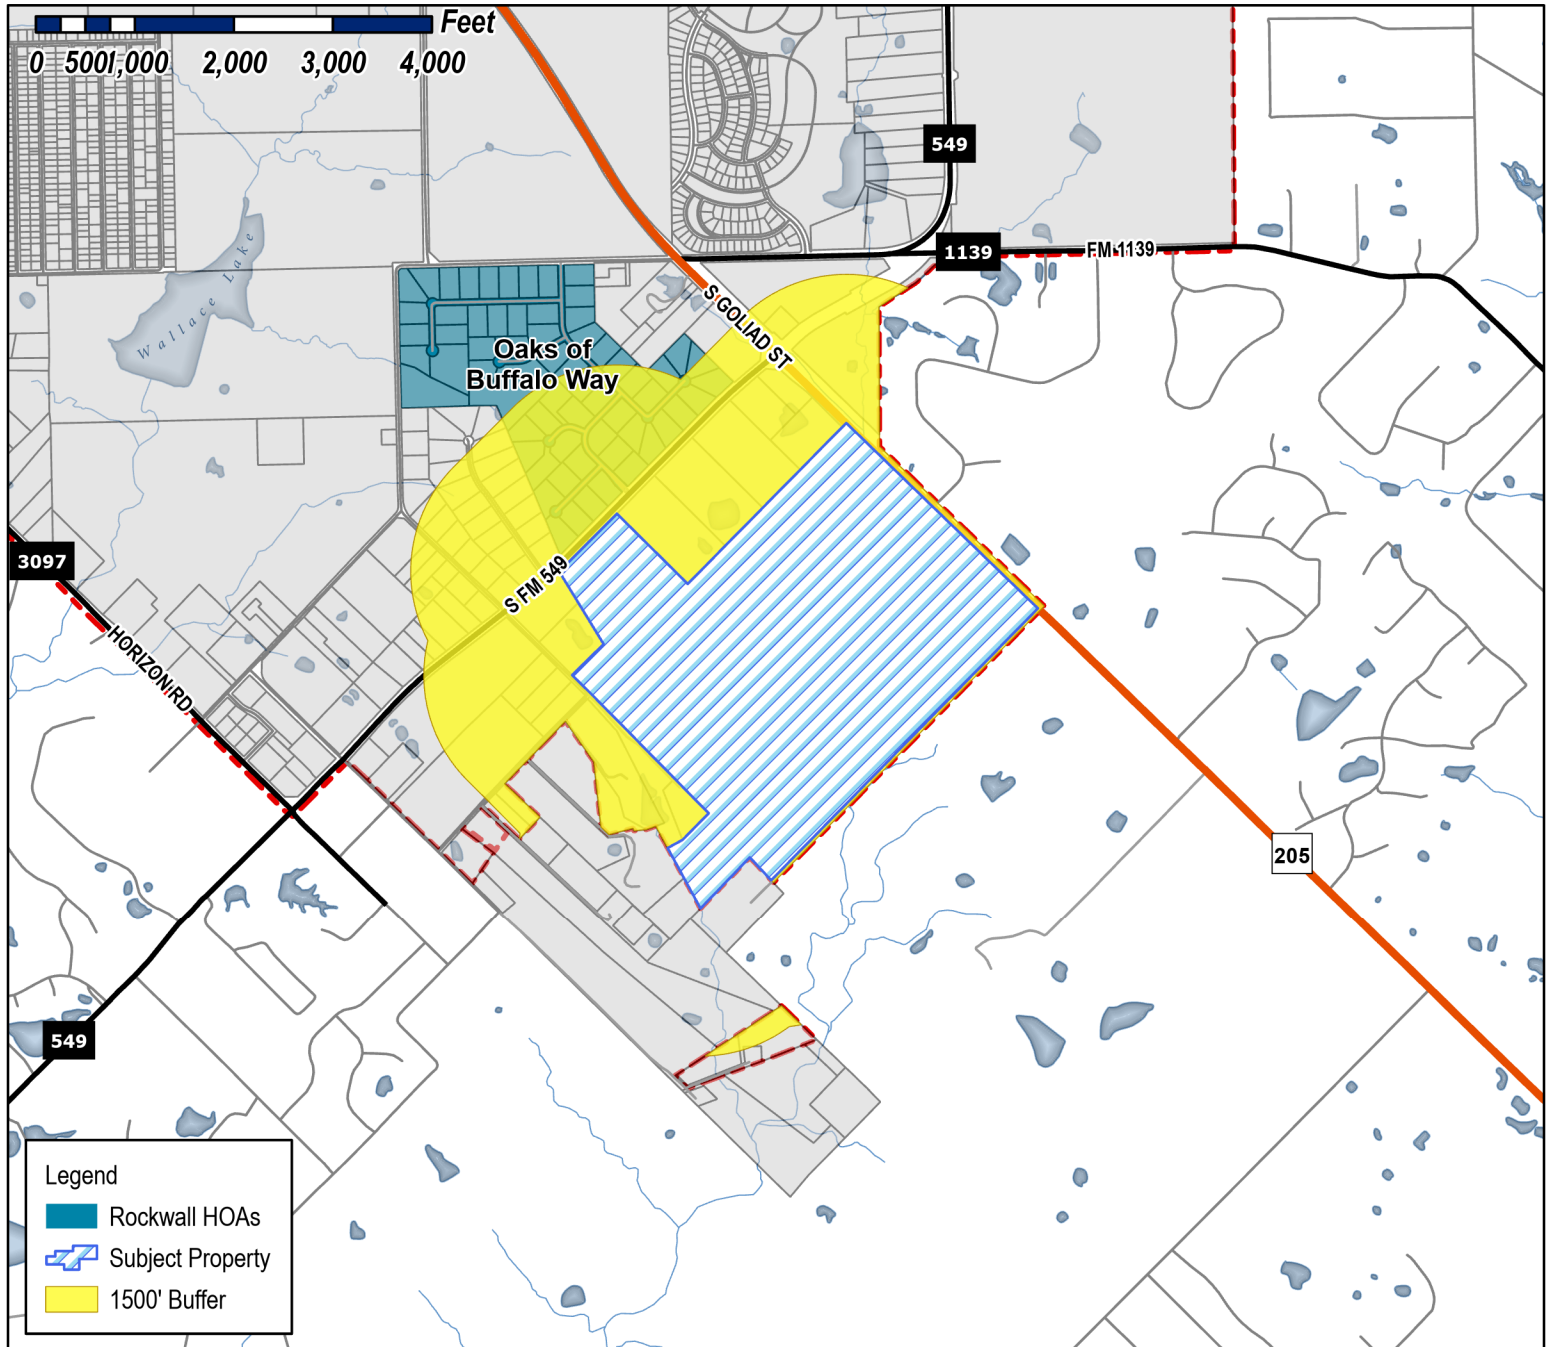 Feet
0 500 1,000 2,000 3,000 4,000
549
1139
FM 1139
Wallace Lake
S GOLIAD ST
Oaks of
Buffalo Way
3097
S FM 549
HORIZON RD
205
549
Legend
Rockwall HOAs
Subject Property
1500' Buffer